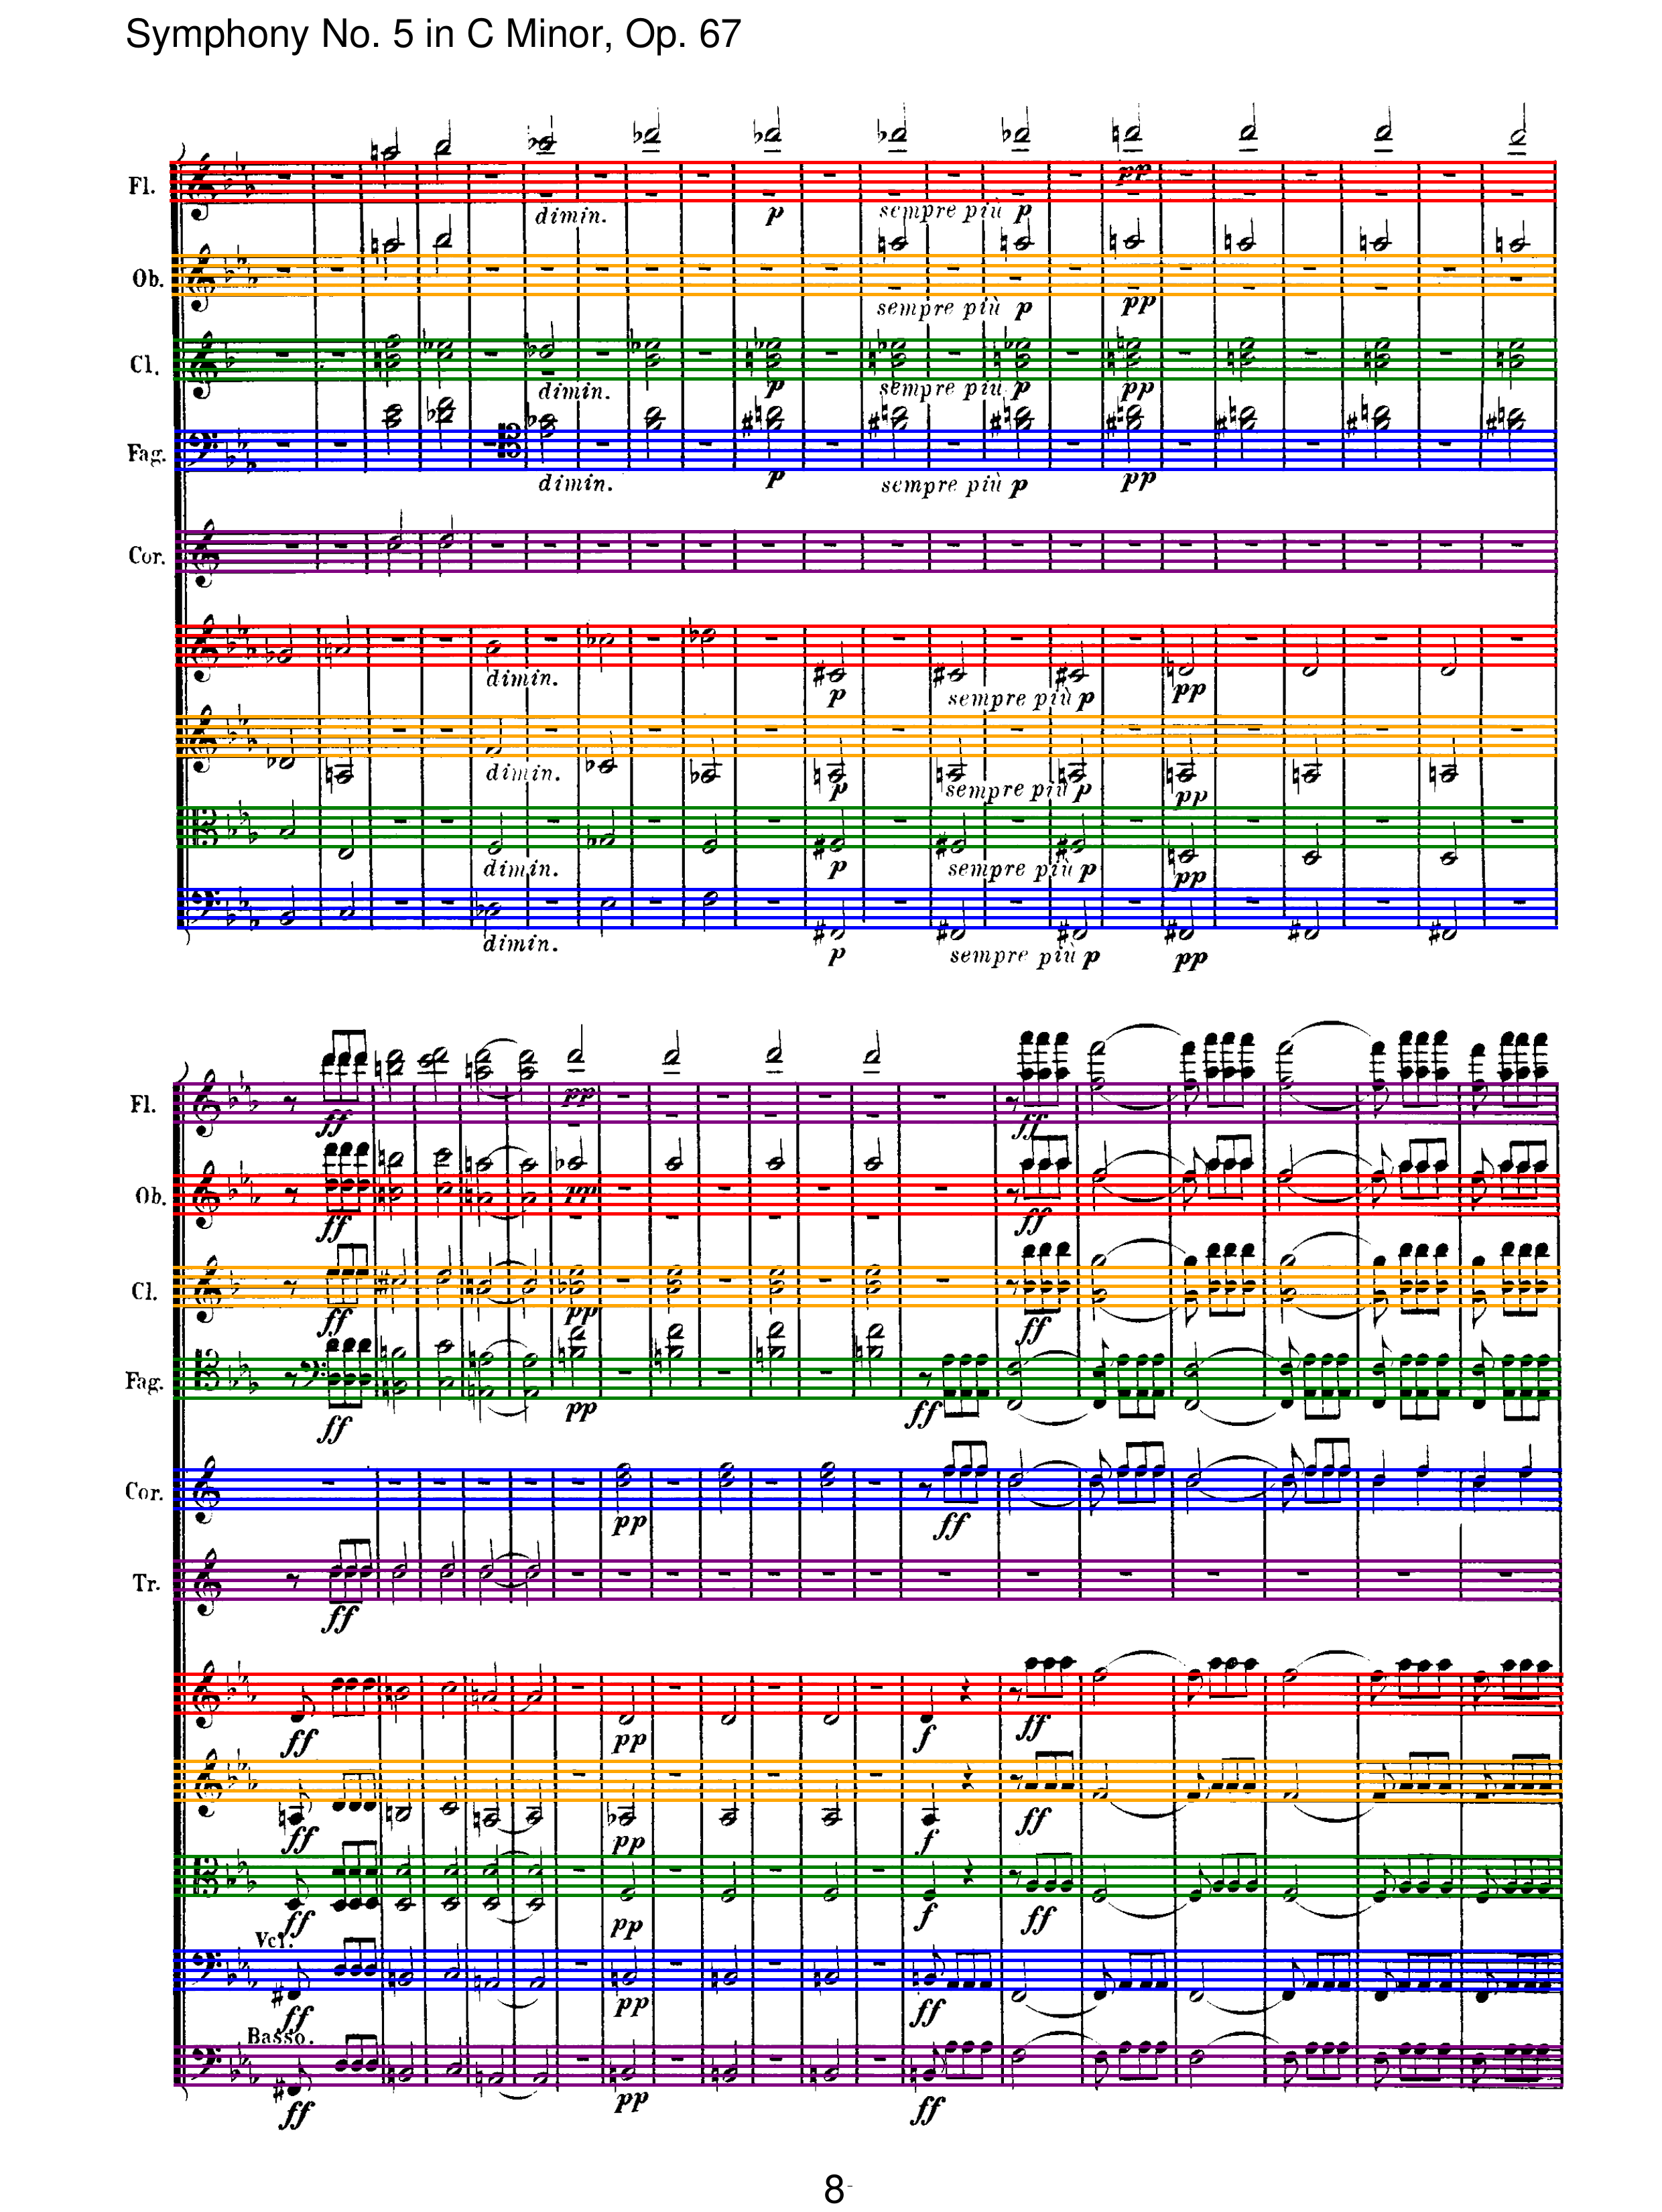 Symphony No. 5 in C Minor, Op. 67
pp
Fl.
dimin. p sempre più p
Ob.
sempre più p pp
Cl.
dimin. p sempre più p pp
Fag.
dimin. p sempre più p pp
Cor.
dimin. p sempre più p pp
dimin. p sempre più p pp
dimin. p sempre più p pp
dimin. p sempre più p pp
Fl. ff pp ff
Ob. ff pp ff
Cl. ff pp ff
Fag. ff pp ff
Cor. pp ff
Tr. ff
ff pp f ff
ff pp f ff
ff pp f ff
Vcl.
ff pp ff
Basso.
ff pp ff
8